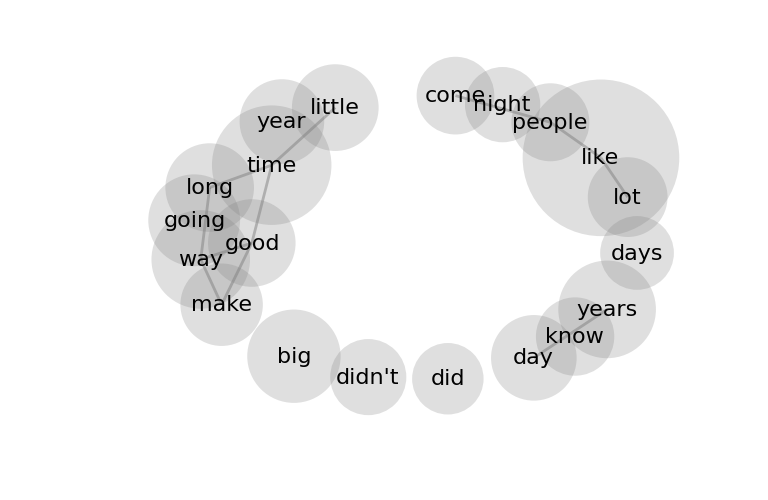 come
night
little
year
people
like
time
long
lot
going
good
days
way
make
years
know
big
day
didn't
did